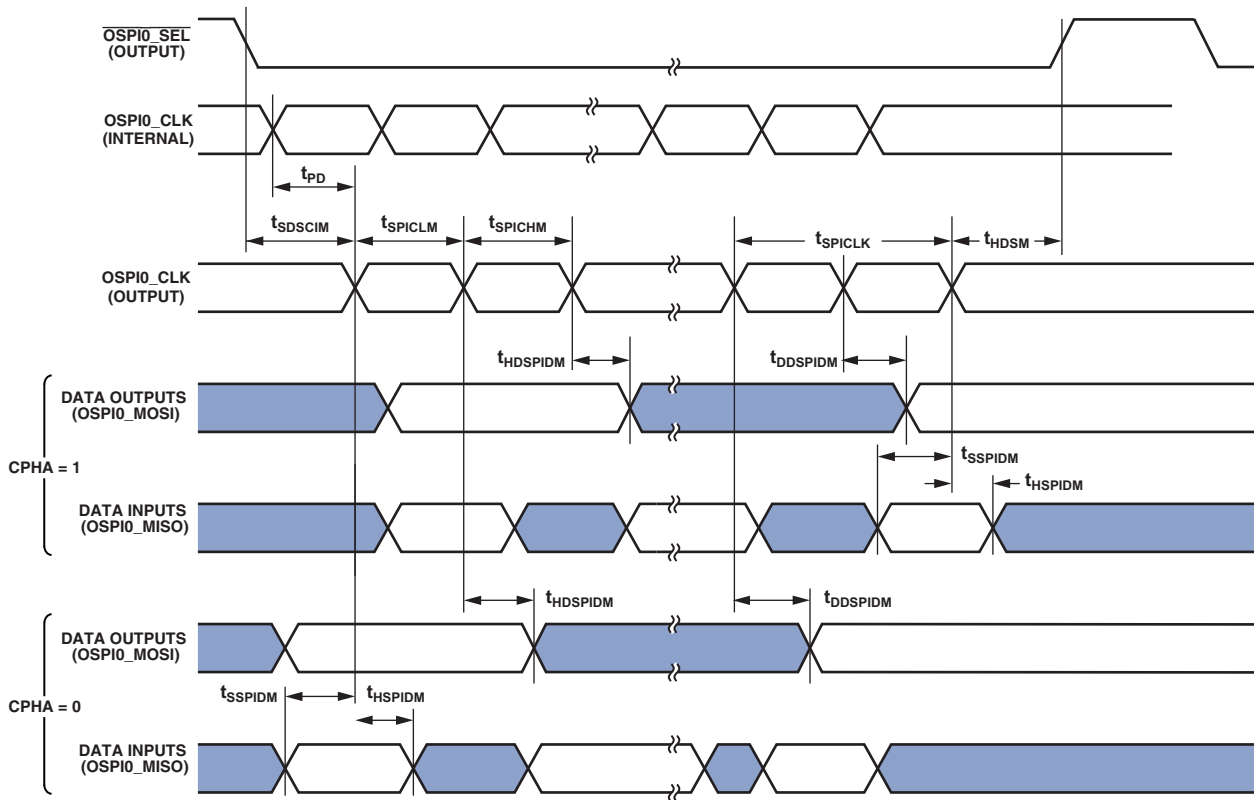 OSPI0_SEL
(OUTPUT)
OSPI0_CLK
(INTERNAL)
tPD
tSDSCIM
tSPICLM
tSPICHM
tSPICLK
tHDSM
OSPI0_CLK
(OUTPUT)
tHDSPIDM
tDDSPIDM
DATA OUTPUTS
(OSPI0_MOSI)
CPHA = 1
tSSPIDM
tHSPIDM
DATA INPUTS
(OSPI0_MISO)
tHDSPIDM
tDDSPIDM
DATA OUTPUTS
(OSPI0_MOSI)
CPHA = 0
tSSPIDM
tHSPIDM
DATA INPUTS
(OSPI0_MISO)